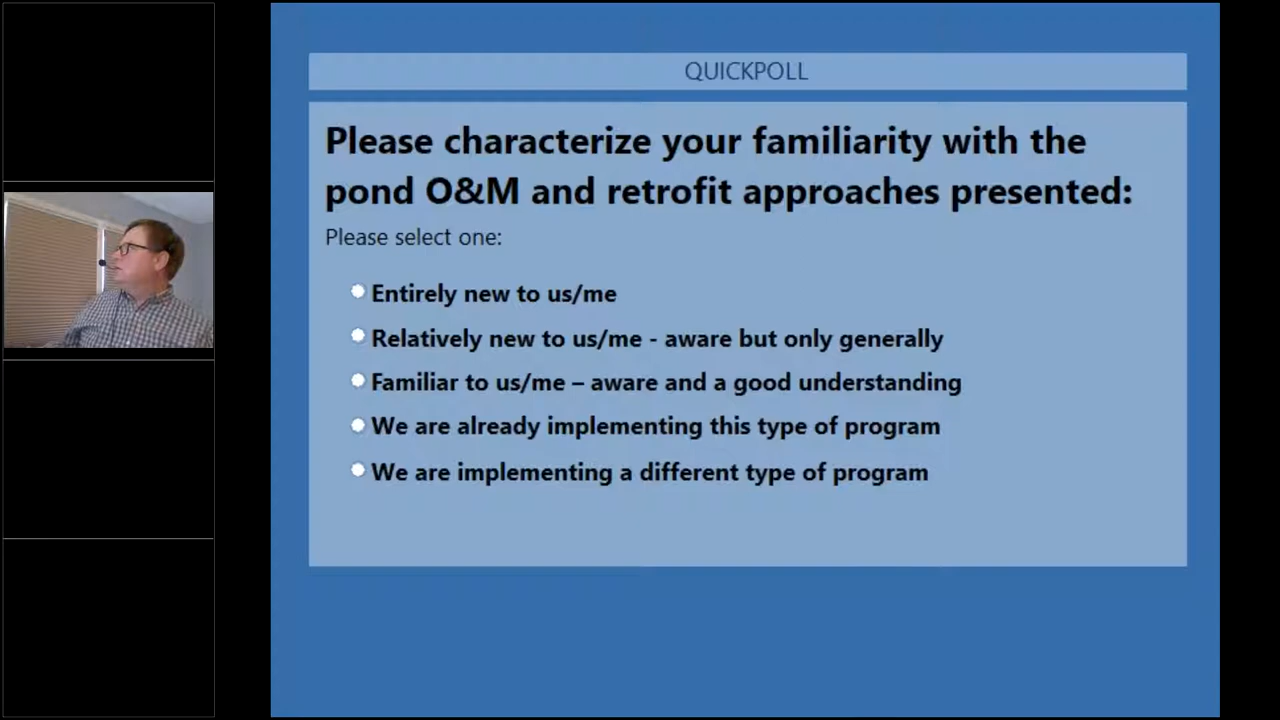 QUICKPOLL
Please characterize your familiarity with the
pond O&M and retrofit approaches presented:
Please select one:
Entirely new to us/me
Relatively new to us/me - aware but only generally
Familiar to us/me – aware and a good understanding
We are already implementing this type of program
We are implementing a different type of program